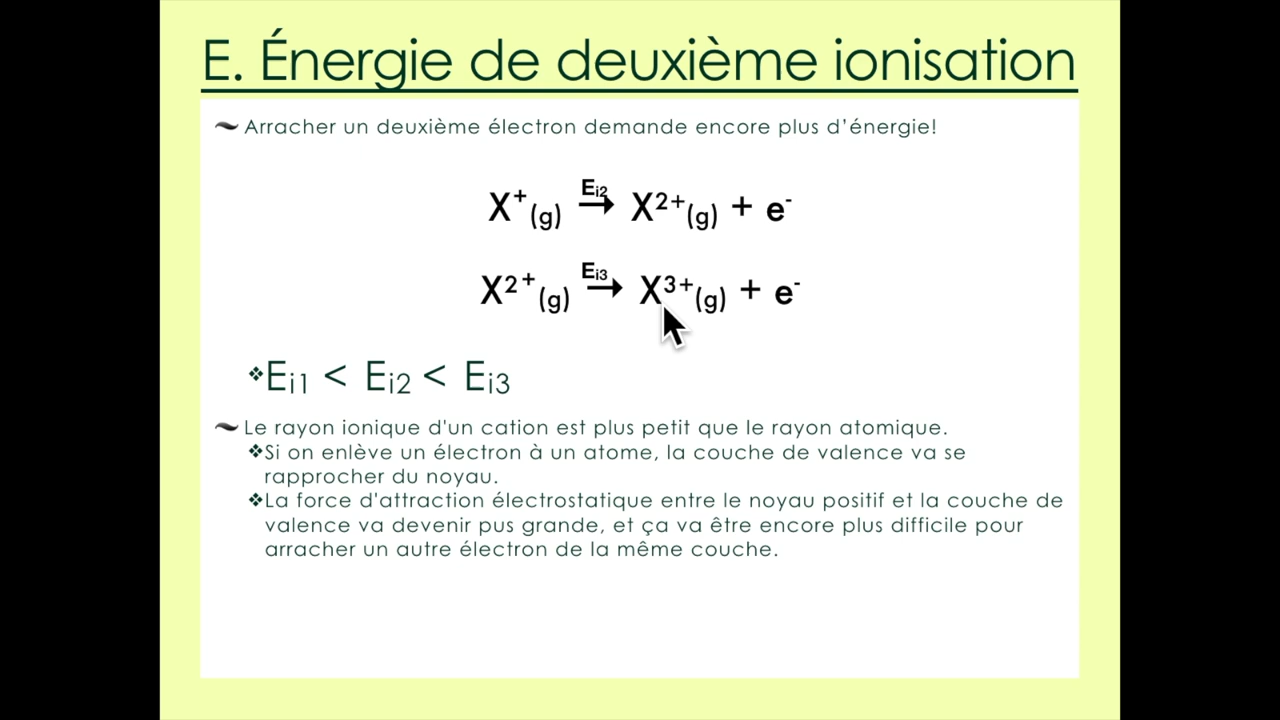 E. Énergie de deuxième ionisation
Arracher un deuxième électron demande encore plus d'énergie!
Ei2
X⁺(g) → X²⁺(g) + e⁻
Ei3
X²⁺(g) → X³⁺(g) + e⁻
❖Ei1 < Ei2 < Ei3
Le rayon ionique d'un cation est plus petit que le rayon atomique.
❖Si on enlève un électron à un atome, la couche de valence va se
rapprocher du noyau.
❖La force d'attraction électrostatique entre le noyau positif et la couche de
valence va devenir pus grande, et ça va être encore plus difficile pour
arracher un autre électron de la même couche.